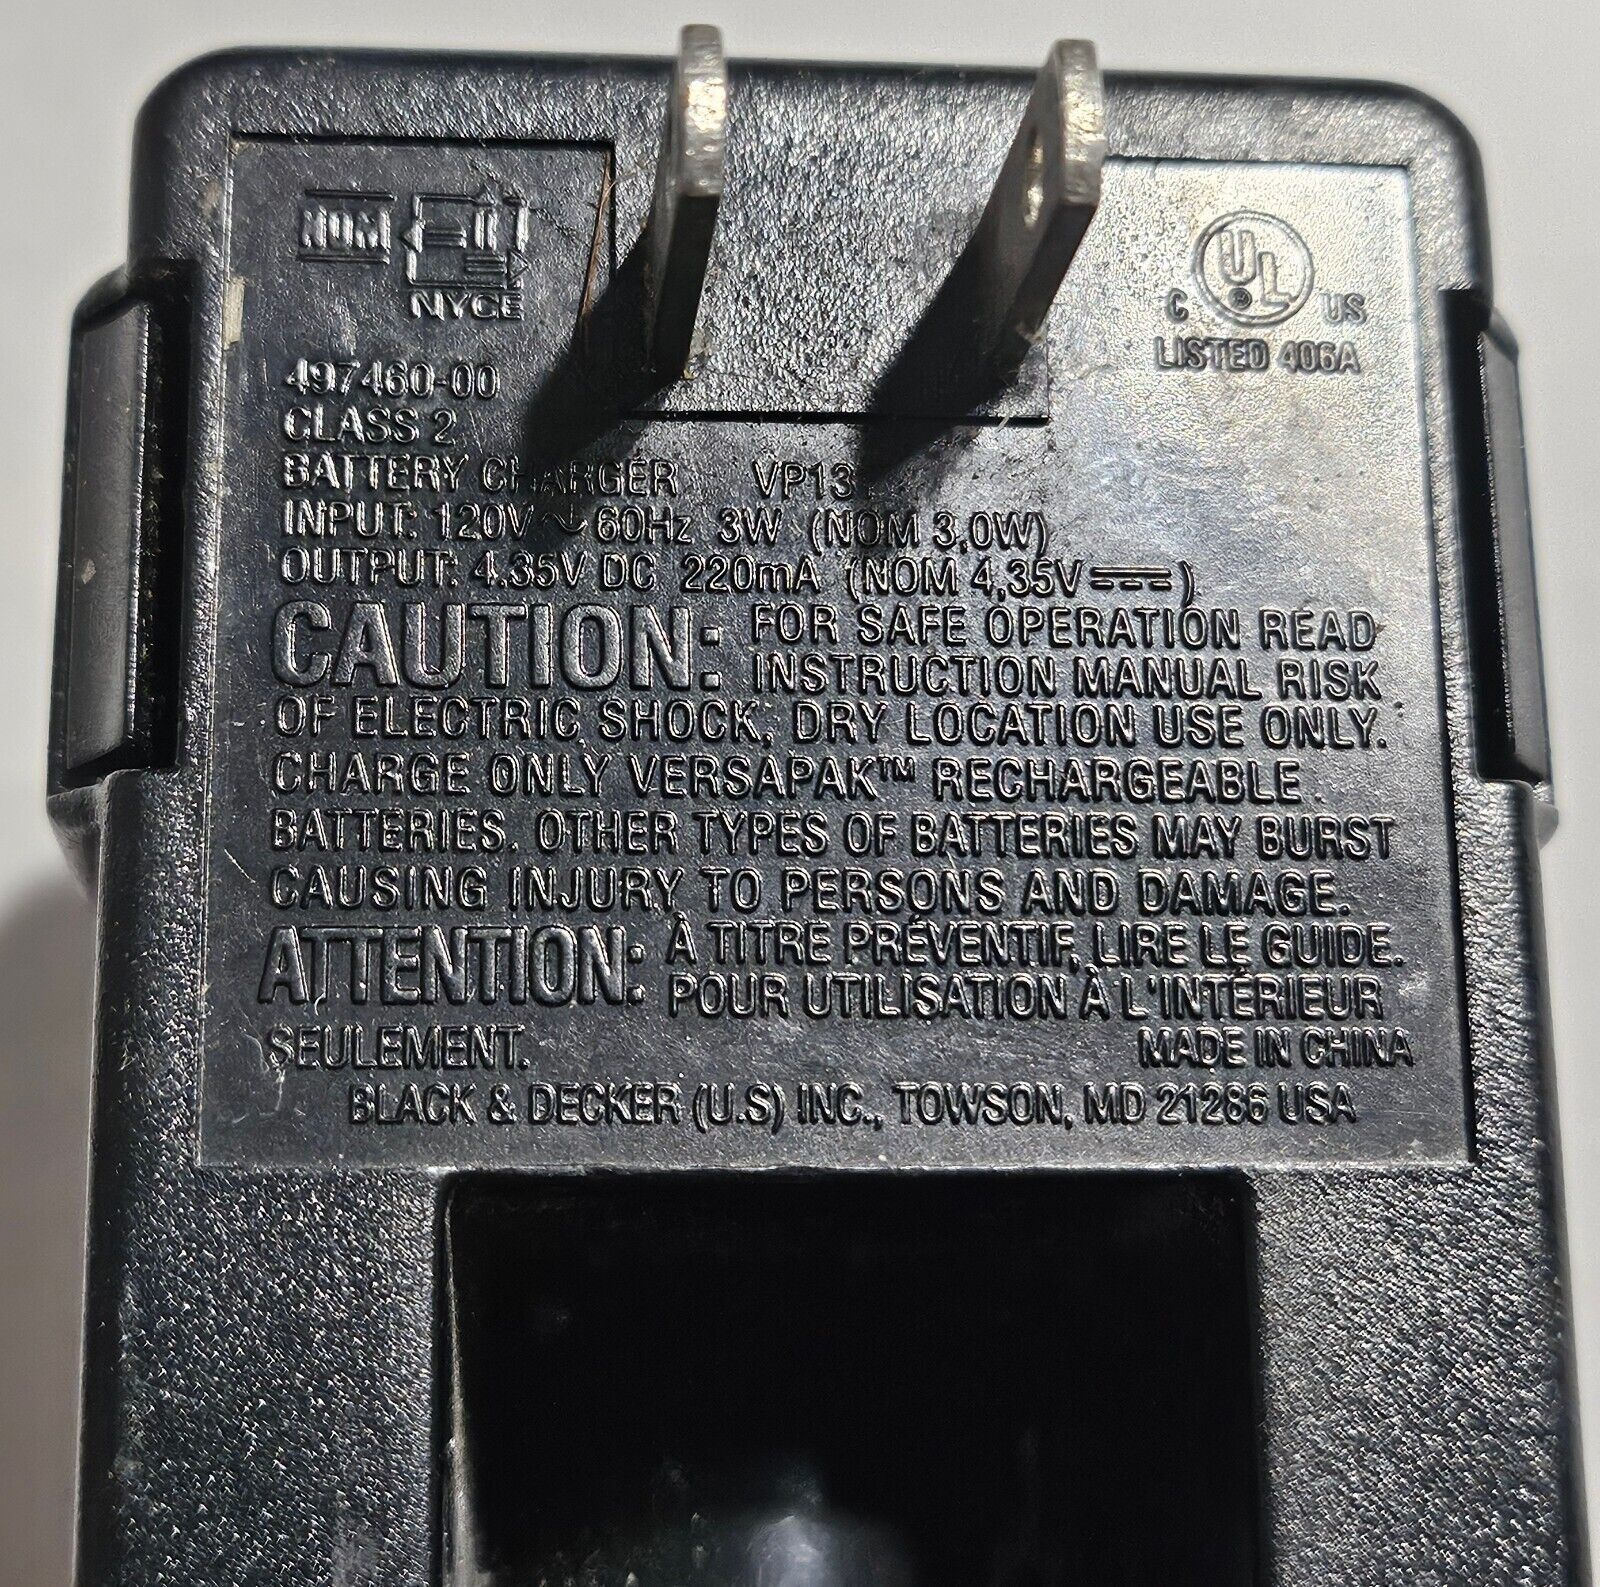 NOM
NYCE
497460-00
CLASS 2
BATTERY CHARGER VP131
INPUT: 120V ~ 60Hz 3W (NOM 3,0W)
OUTPUT: 4.35V DC 220mA (NOM 4,35V⎓)
CAUTION: FOR SAFE OPERATION READ
INSTRUCTION MANUAL RISK
OF ELECTRIC SHOCK, DRY LOCATION USE ONLY.
CHARGE ONLY VERSAPAK™ RECHARGEABLE
BATTERIES. OTHER TYPES OF BATTERIES MAY BURST
CAUSING INJURY TO PERSONS AND DAMAGE.
ATTENTION: À TITRE PRÉVENTIF, LIRE LE GUIDE.
POUR UTILISATION À L'INTÉRIEUR
SEULEMENT. MADE IN CHINA
BLACK & DECKER (U.S) INC., TOWSON, MD 21286 USA
C UL ® US
LISTED 406A